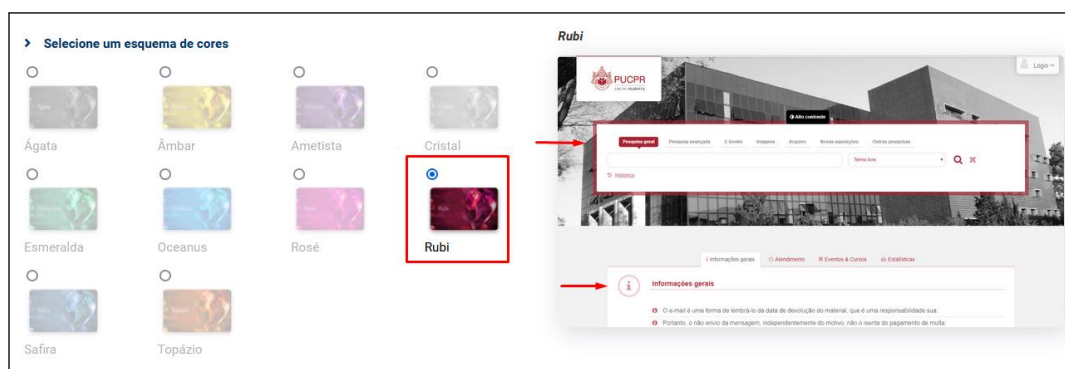 Selecione um esquema de cores
Ágata
Âmbar
Ametista
Cristal
Esmeralda
Oceanus
Rosé
Rubi
Safira
Topázio
Rubi
PUCPR
Login
Alto contraste
Pesquisa geral
Pesquisa avançada
E-books
Imagens
Arquivo
Novas aquisições
Outras pesquisas
Termo livre
Histórico
Informações gerais
Atendimento
Eventos & Cursos
Estatísticas
Informações gerais
O e-mail é uma forma de lembrá-lo da data de devolução do material, que é uma responsabilidade sua.
Portanto, o não envio da mensagem, independentemente do motivo, não o isenta do pagamento de multa.